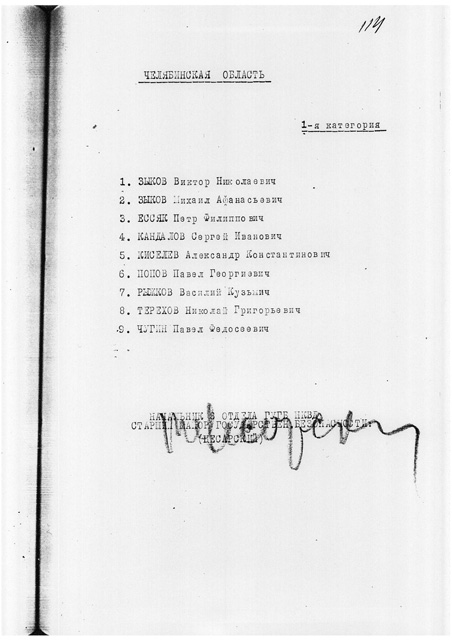 114
ЧЕЛЯБИНСКАЯ ОБЛАСТЬ
1-я категория
1. ЗЫКОВ Виктор Николаевич
2. ЗЫКОВ Михаил Афанасьевич
3. ЕССЯК Петр Филиппович
4. КАНДАЛОВ Сергей Иванович
5. КИСЕЛЕВ Александр Константинович
6. ПОПОВ Павел Георгиевич
7. РЫЖКОВ Василий Кузьмич
8. ТЕРЕХОВ Николай Григорьевич
9. ЧУГИН Павел Федосеевич
НАЧАЛЬНИК 8 ОТДЕЛА ГУГБ НКВД
СТАРШИЙ МАЙОР ГОСУДАРСТВЕН.БЕЗОПАСНОСТИ:
(ЦЕСАРСКИЙ)